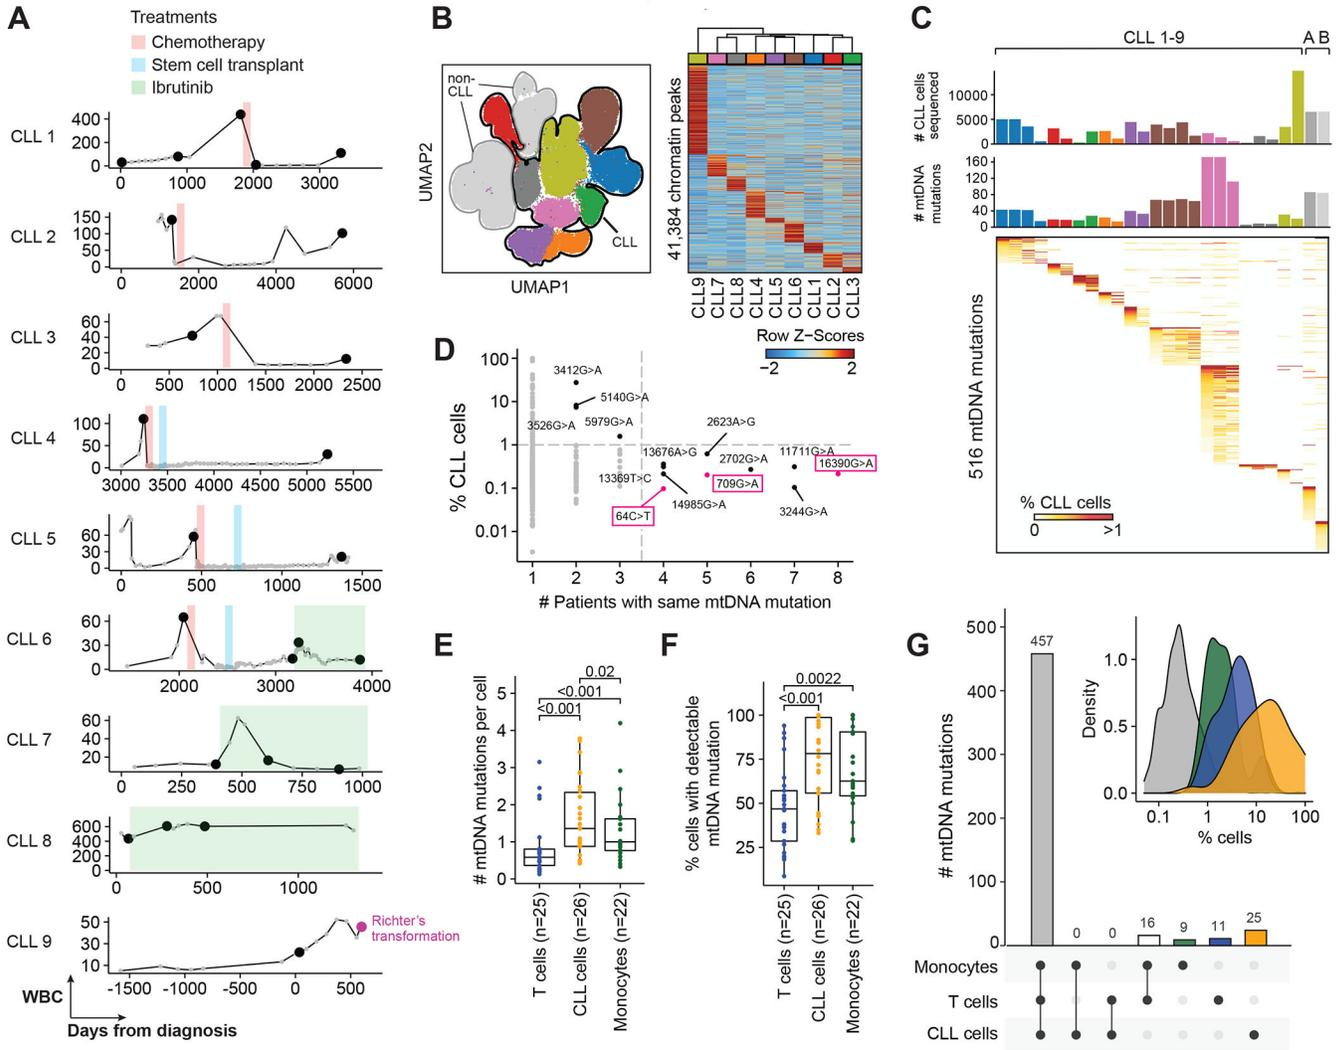 A
Treatments
Chemotherapy
Stem cell transplant
Ibrutinib
CLL 1
400
200
0
0 1000 2000 3000
CLL 2
150
100
50
0
0 2000 4000 6000
CLL 3
60
40
20
0
0 500 1000 1500 2000 2500
CLL 4
100
50
0
3000 3500 4000 4500 5000 5500
CLL 5
60
30
0
0 500 1000 1500
CLL 6
60
30
0
2000 3000 4000
CLL 7
60
40
20
0 250 500 750 1000
CLL 8
600
400
200
0
0 500 1000
CLL 9
50
30
10
-1500 -1000 -500 0 500
Richter's
transformation
WBC
Days from diagnosis
B
non-
CLL
CLL
UMAP2
UMAP1
41,384 chromatin peaks
CLL9 CLL7 CLL8 CLL4 CLL5 CLL6 CLL1 CLL2 CLL3
Row Z−Scores
−2 2
C
CLL 1-9 A B
# CLL cells
sequenced
10000
5000
0
# mtDNA
mutations
160
120
80
40
0
516 mtDNA mutations
% CLL cells
0 >1
D
% CLL cells
100
10
1
0.1
0.01
3412G>A
5140G>A
3526G>A
5979G>A
2623A>G
13676A>G
2702G>A
11711G>A
16390G>A
13369T>C
709G>A
14985G>A
64C>T
3244G>A
1 2 3 4 5 6 7 8
# Patients with same mtDNA mutation
E
# mtDNA mutations per cell
5
4
3
2
1
0
0.02
<0.001
<0.001
T cells (n=25)
CLL cells (n=26)
Monocytes (n=22)
F
% cells with detectable
mtDNA mutation
100
75
50
25
0.0022
<0.001
T cells (n=25)
CLL cells (n=26)
Monocytes (n=22)
G
# mtDNA mutations
500
400
300
200
100
0
457
0
0
16
9
11
25
Monocytes
T cells
CLL cells
Density
1.0
0.5
0.0
0.1 1 10 100
% cells